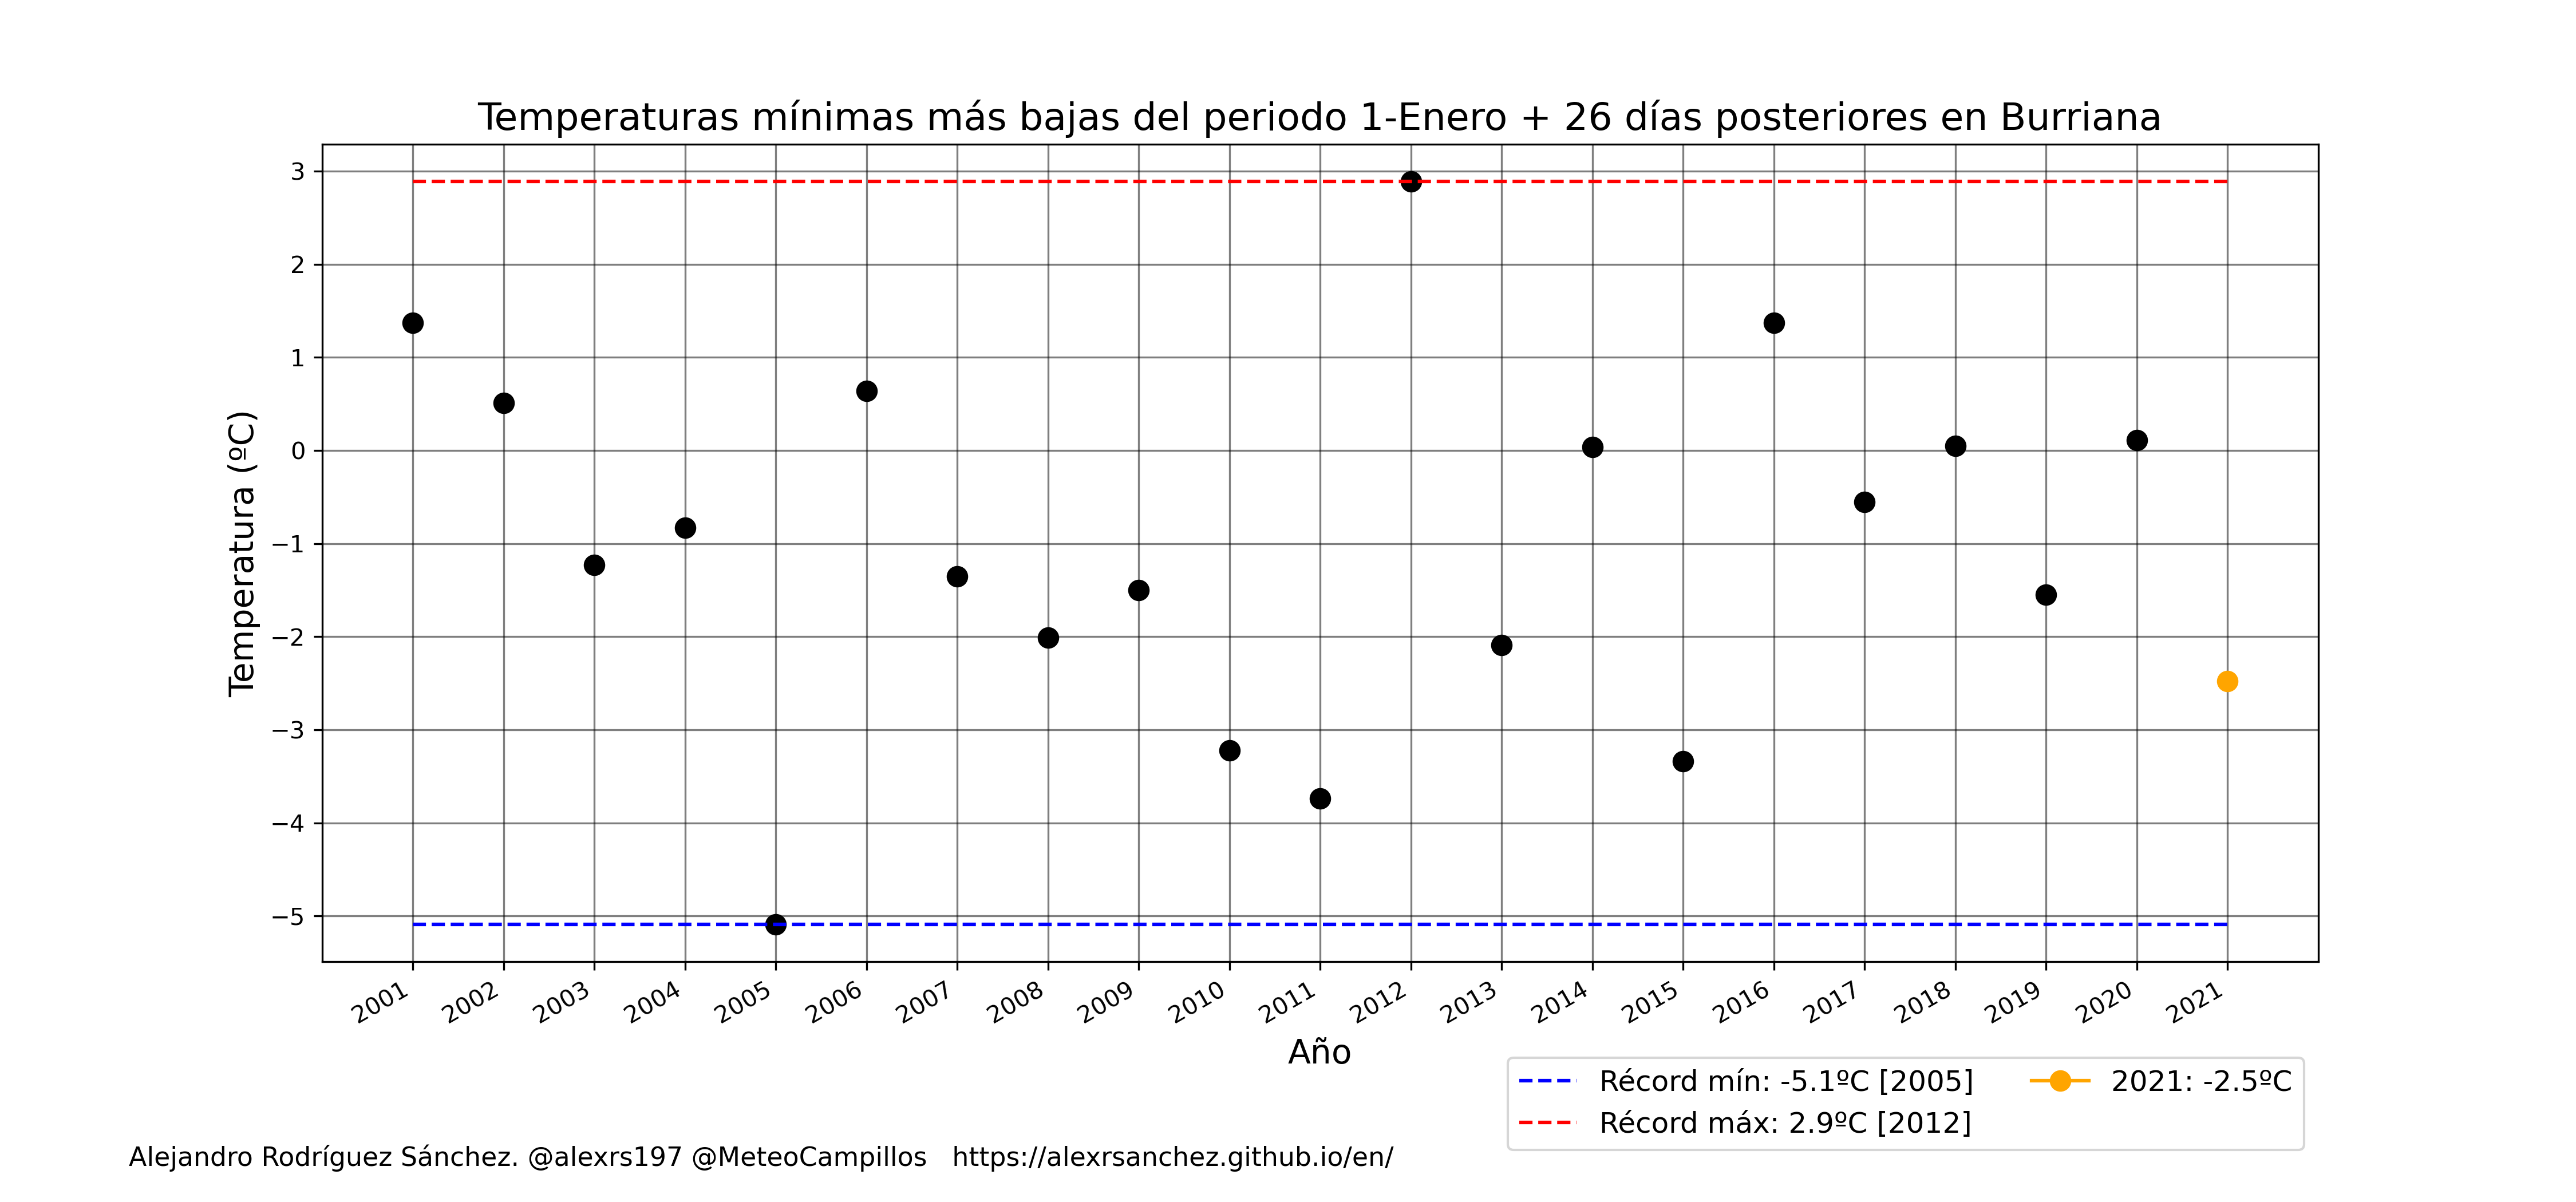 Temperaturas mínimas más bajas del periodo 1-Enero + 26 días posteriores en Burriana
Temperatura (ºC)
3
2
1
0
−1
−2
−3
−4
−5
2001 2002 2003 2004 2005 2006 2007 2008 2009 2010 2011 2012 2013 2014 2015 2016 2017 2018 2019 2020 2021
Año
Récord mín: -5.1ºC [2005]
Récord máx: 2.9ºC [2012]
2021: -2.5ºC
Alejandro Rodríguez Sánchez. @alexrs197 @MeteoCampillos https://alexrsanchez.github.io/en/